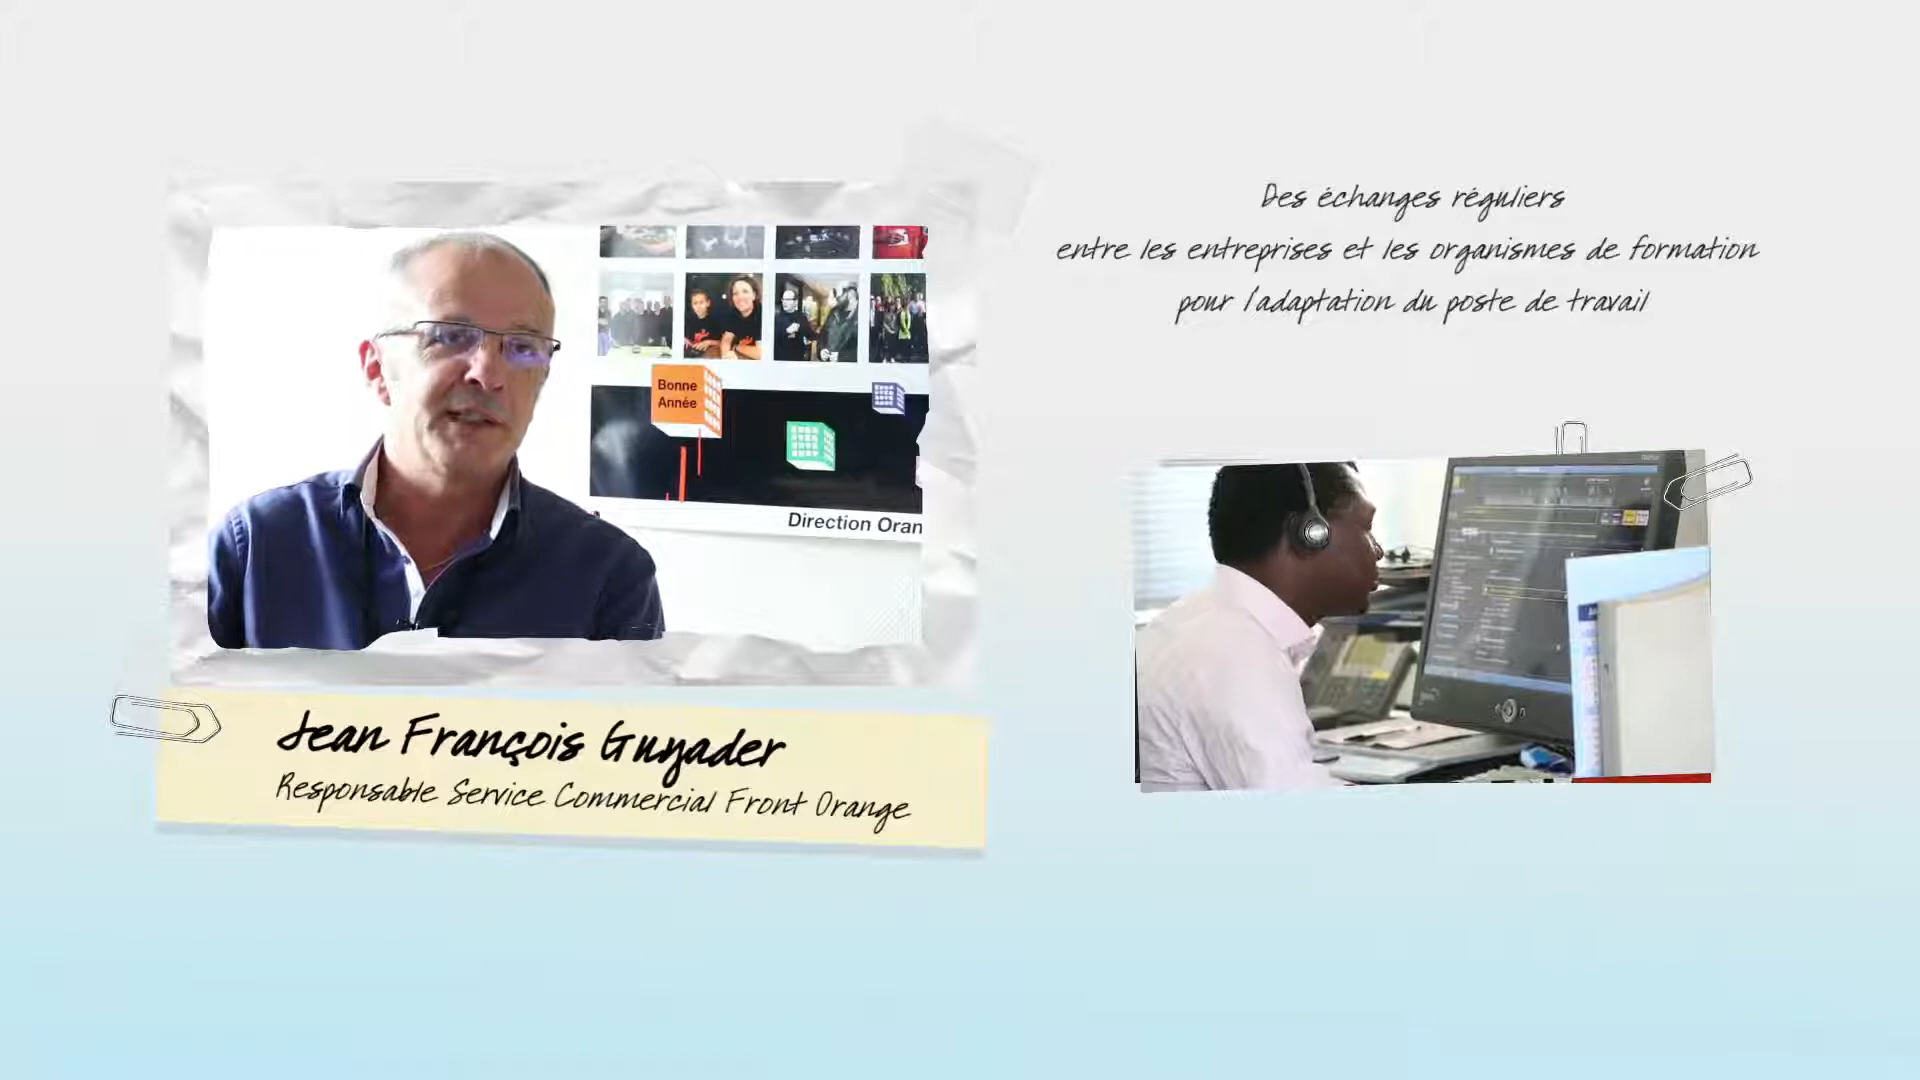 Des échanges réguliers
entre les entreprises et les organismes de formation
pour l'adaptation du poste de travail
Bonne
Année
Direction Oran
Jean François Guyader
Responsable Service Commercial Front Orange